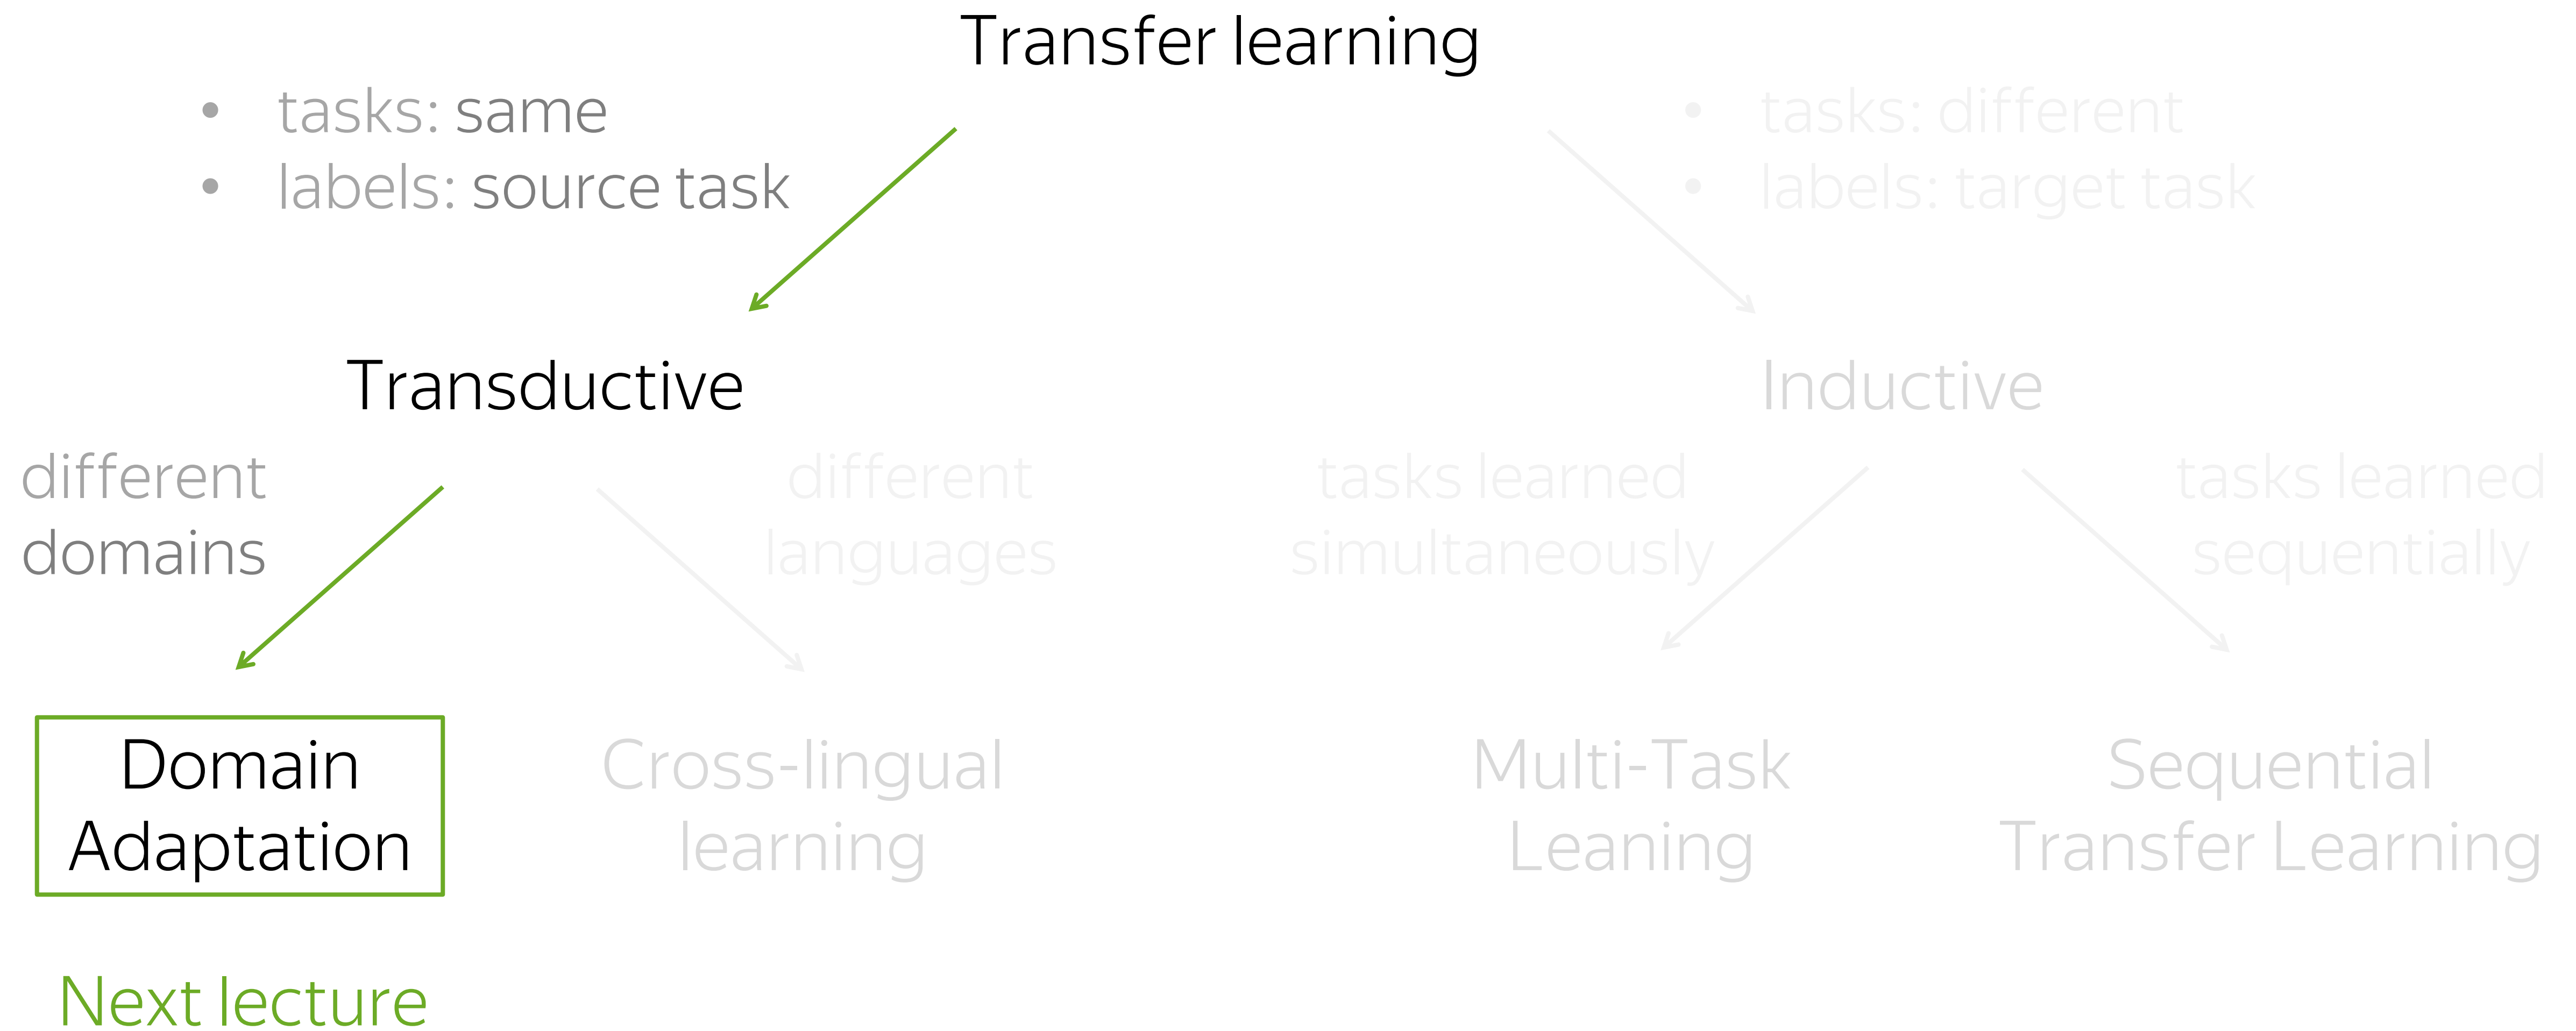 Transfer learning
• tasks: same
• labels: source task
• tasks: different
• labels: target task
Transductive
Inductive
different
domains
different
languages
tasks learned
simultaneously
tasks learned
sequentially
Domain
Adaptation
Cross-lingual
learning
Multi-Task
Leaning
Sequential
Transfer Learning
Next lecture